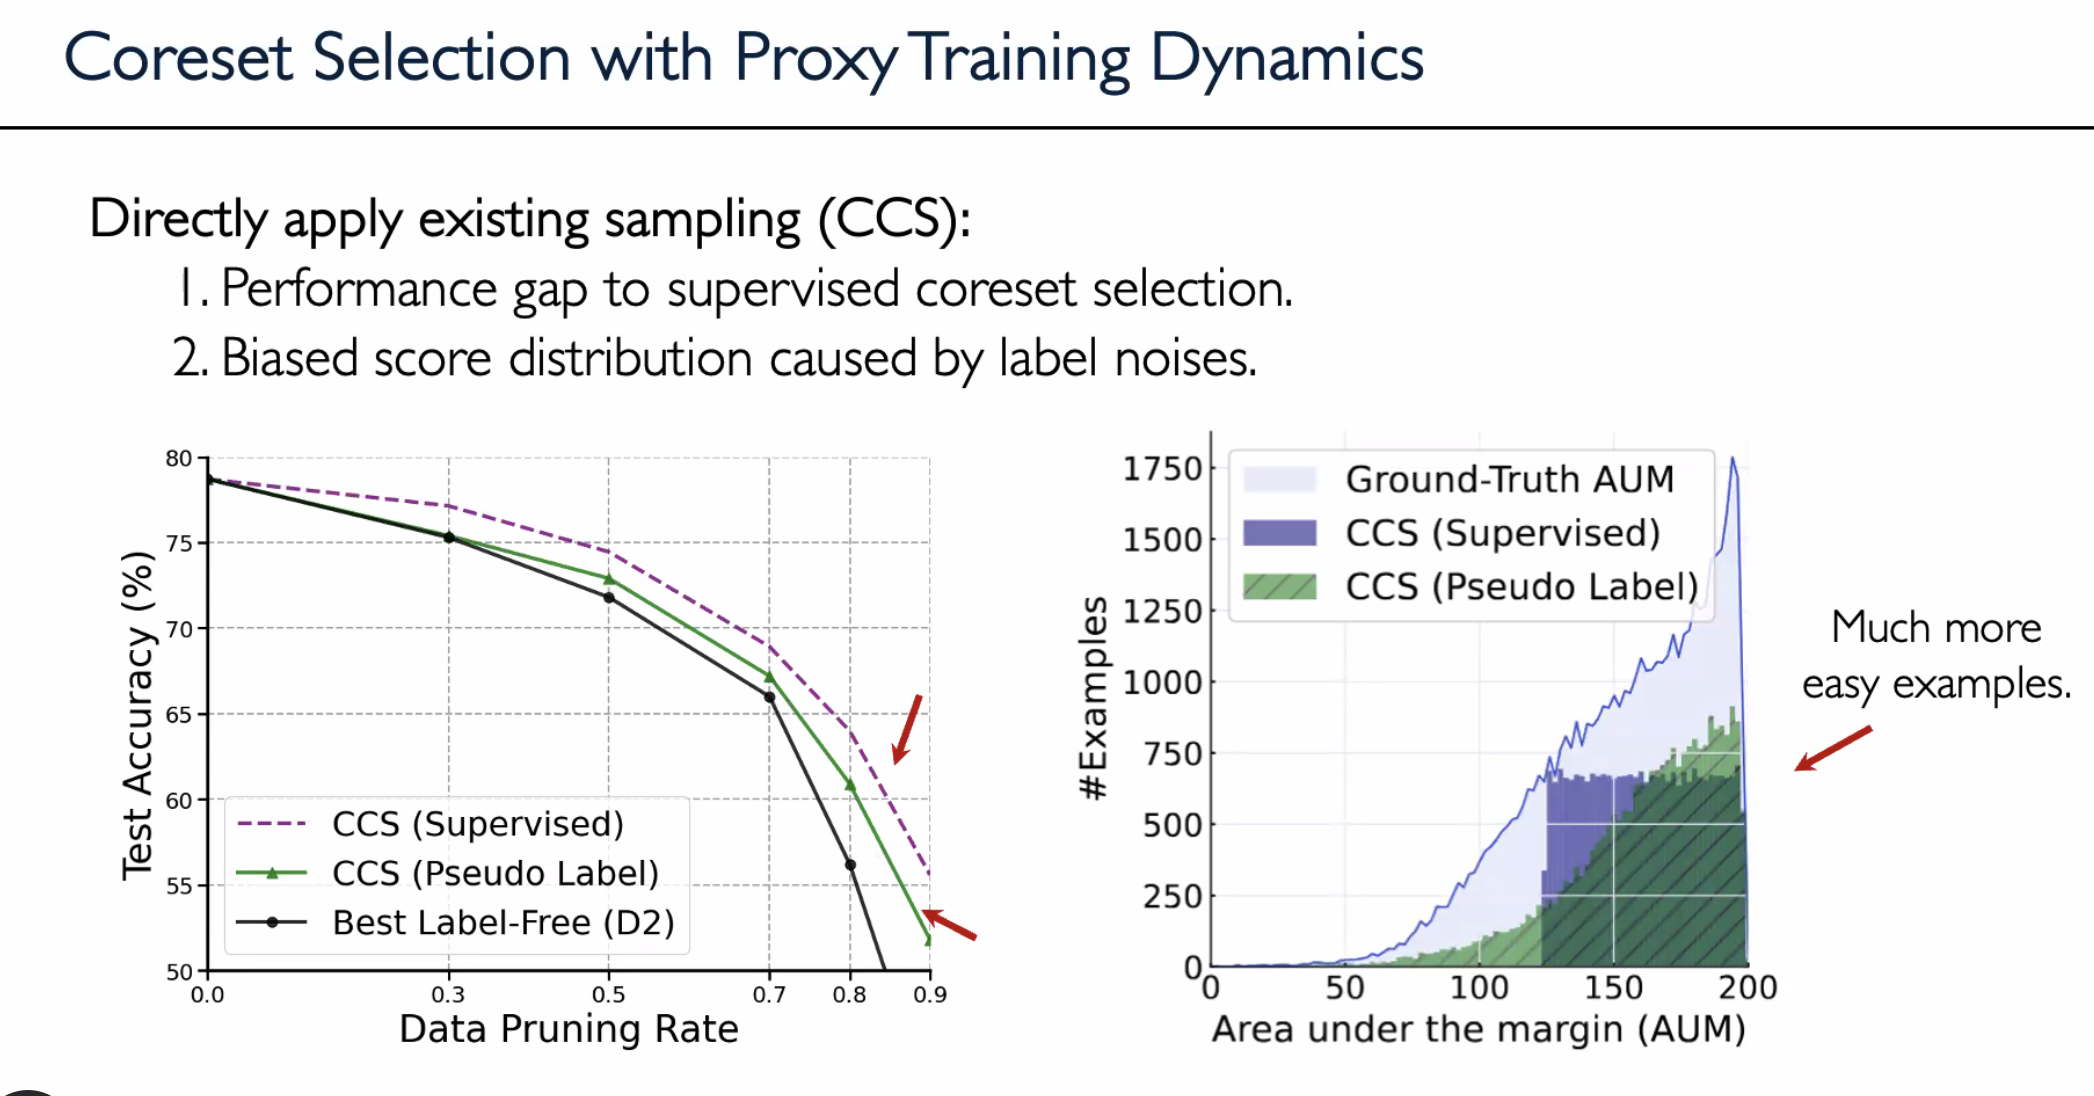 Coreset Selection with Proxy Training Dynamics
Directly apply existing sampling (CCS):
1. Performance gap to supervised coreset selection.
2. Biased score distribution caused by label noises.
80
75
70
65
60
55
50
Test Accuracy (%)
CCS (Supervised)
CCS (Pseudo Label)
Best Label-Free (D2)
0.0 0.3 0.5 0.7 0.8 0.9
Data Pruning Rate
1750
1500
1250
1000
750
500
250
0
#Examples
Ground-Truth AUM
CCS (Supervised)
CCS (Pseudo Label)
0 50 100 150 200
Area under the margin (AUM)
Much more
easy examples.